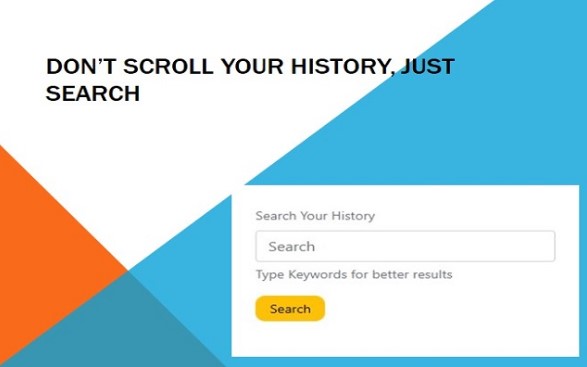 DON'T SCROLL YOUR HISTORY, JUST
SEARCH
Search Your History
Search
Type Keywords for better results
Search